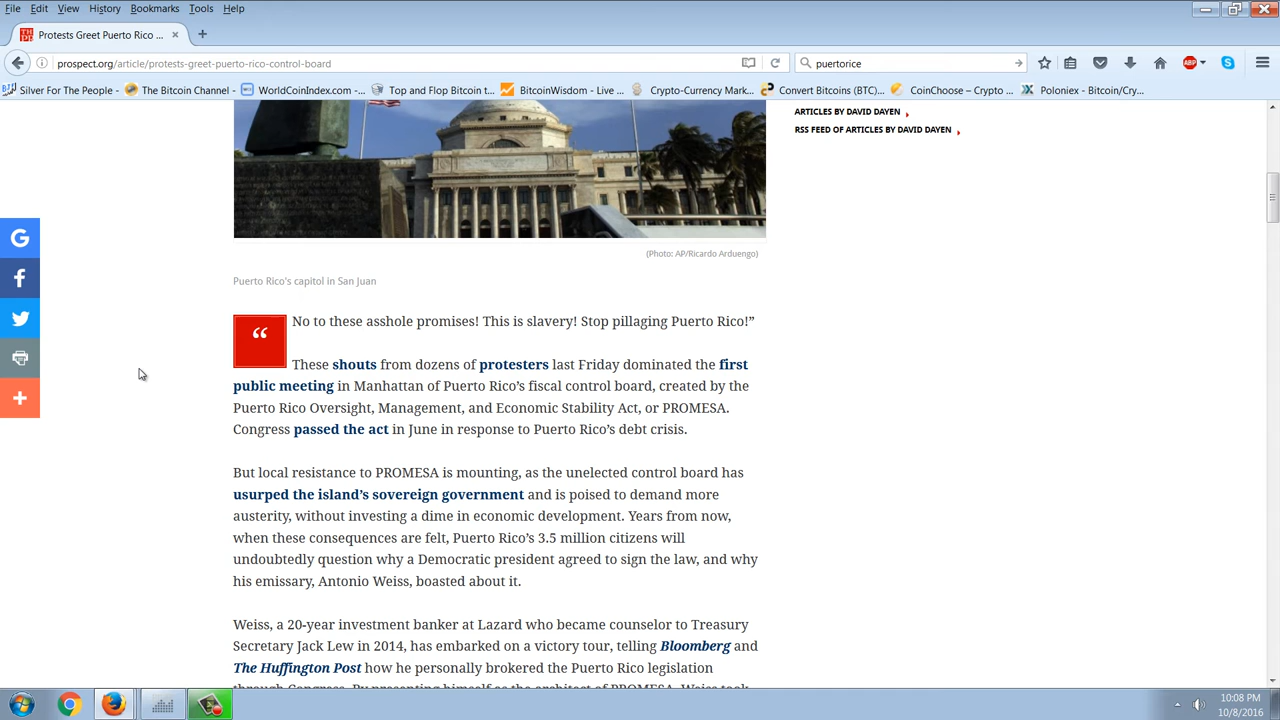 File Edit View History Bookmarks Tools Help
Protests Greet Puerto Rico ...
prospect.org/article/protests-greet-puerto-rico-control-board
puertorice
Silver For The People - The Bitcoin Channel - WorldCoinIndex.com -... Top and Flop Bitcoin t... BitcoinWisdom - Live ... Crypto-Currency Mark... Convert Bitcoins (BTC)... CoinChoose – Crypto ... Poloniex - Bitcoin/Cry...
ARTICLES BY DAVID DAYEN
RSS FEED OF ARTICLES BY DAVID DAYEN
(Photo: AP/Ricardo Arduengo)
Puerto Rico's capitol in San Juan
“ No to these asshole promises! This is slavery! Stop pillaging Puerto Rico!”
These shouts from dozens of protesters last Friday dominated the first
public meeting in Manhattan of Puerto Rico’s fiscal control board, created by the
Puerto Rico Oversight, Management, and Economic Stability Act, or PROMESA.
Congress passed the act in June in response to Puerto Rico’s debt crisis.
But local resistance to PROMESA is mounting, as the unelected control board has
usurped the island’s sovereign government and is poised to demand more
austerity, without investing a dime in economic development. Years from now,
when these consequences are felt, Puerto Rico’s 3.5 million citizens will
undoubtedly question why a Democratic president agreed to sign the law, and why
his emissary, Antonio Weiss, boasted about it.
Weiss, a 20-year investment banker at Lazard who became counselor to Treasury
Secretary Jack Lew in 2014, has embarked on a victory tour, telling Bloomberg and
The Huffington Post how he personally brokered the Puerto Rico legislation
through Congress. By presenting himself as the architect of PROMESA, Weiss took
10:08 PM
10/8/2016